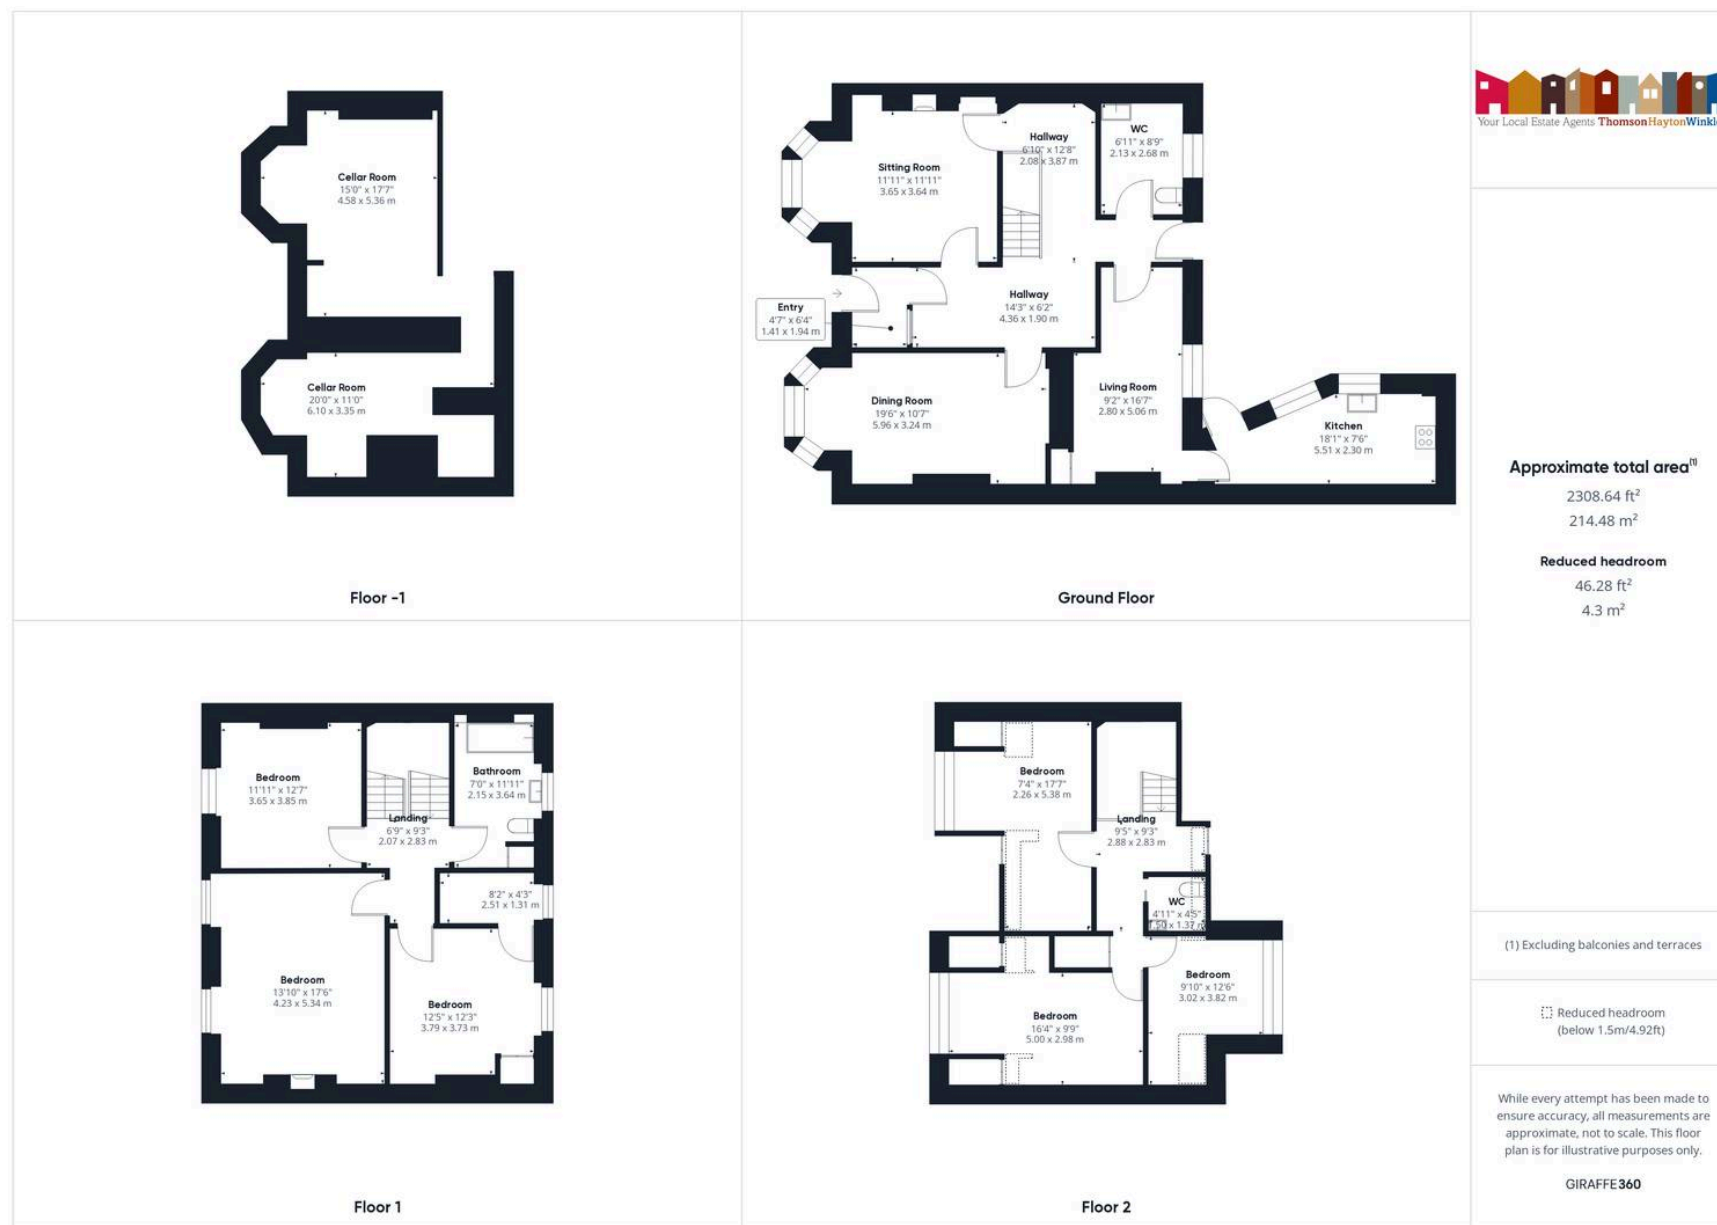 Cellar Room
15'0" x 17'7"
4.58 x 5.36 m
Cellar Room
20'0" x 11'0"
6.10 x 3.35 m
Floor -1
Sitting Room
11'11" x 11'11"
3.65 x 3.64 m
Hallway
6'10" x 12'8"
2.08 x 3.87 m
WC
6'11" x 8'9"
2.13 x 2.68 m
Entry
4'7" x 6'4"
1.41 x 1.94 m
Hallway
14'3" x 6'2"
4.36 x 1.90 m
Dining Room
19'6" x 10'7"
5.96 x 3.24 m
Living Room
9'2" x 16'7"
2.80 x 5.06 m
Kitchen
18'1" x 7'6"
5.51 x 2.30 m
Ground Floor
Bedroom
11'11" x 12'7"
3.65 x 3.85 m
Landing
6'9" x 9'3"
2.07 x 2.83 m
Bathroom
7'0" x 11'11"
2.15 x 3.64 m
8'2" x 4'3"
2.51 x 1.31 m
Bedroom
13'10" x 17'6"
4.23 x 5.34 m
Bedroom
12'5" x 12'3"
3.79 x 3.73 m
Floor 1
Bedroom
7'4" x 17'7"
2.26 x 5.38 m
Landing
9'5" x 9'3"
2.88 x 2.83 m
WC
4'11" x 4'5"
1.50 x 1.37 m
Bedroom
9'10" x 12'6"
3.02 x 3.82 m
Bedroom
16'4" x 9'9"
5.00 x 2.98 m
Floor 2
Your Local Estate Agents ThomsonHaytonWinkl
Approximate total area(1)
2308.64 ft²
214.48 m²
Reduced headroom
46.28 ft²
4.3 m²
(1) Excluding balconies and terraces
Reduced headroom
(below 1.5m/4.92ft)
While every attempt has been made to
ensure accuracy, all measurements are
approximate, not to scale. This floor
plan is for illustrative purposes only.
GIRAFFE360